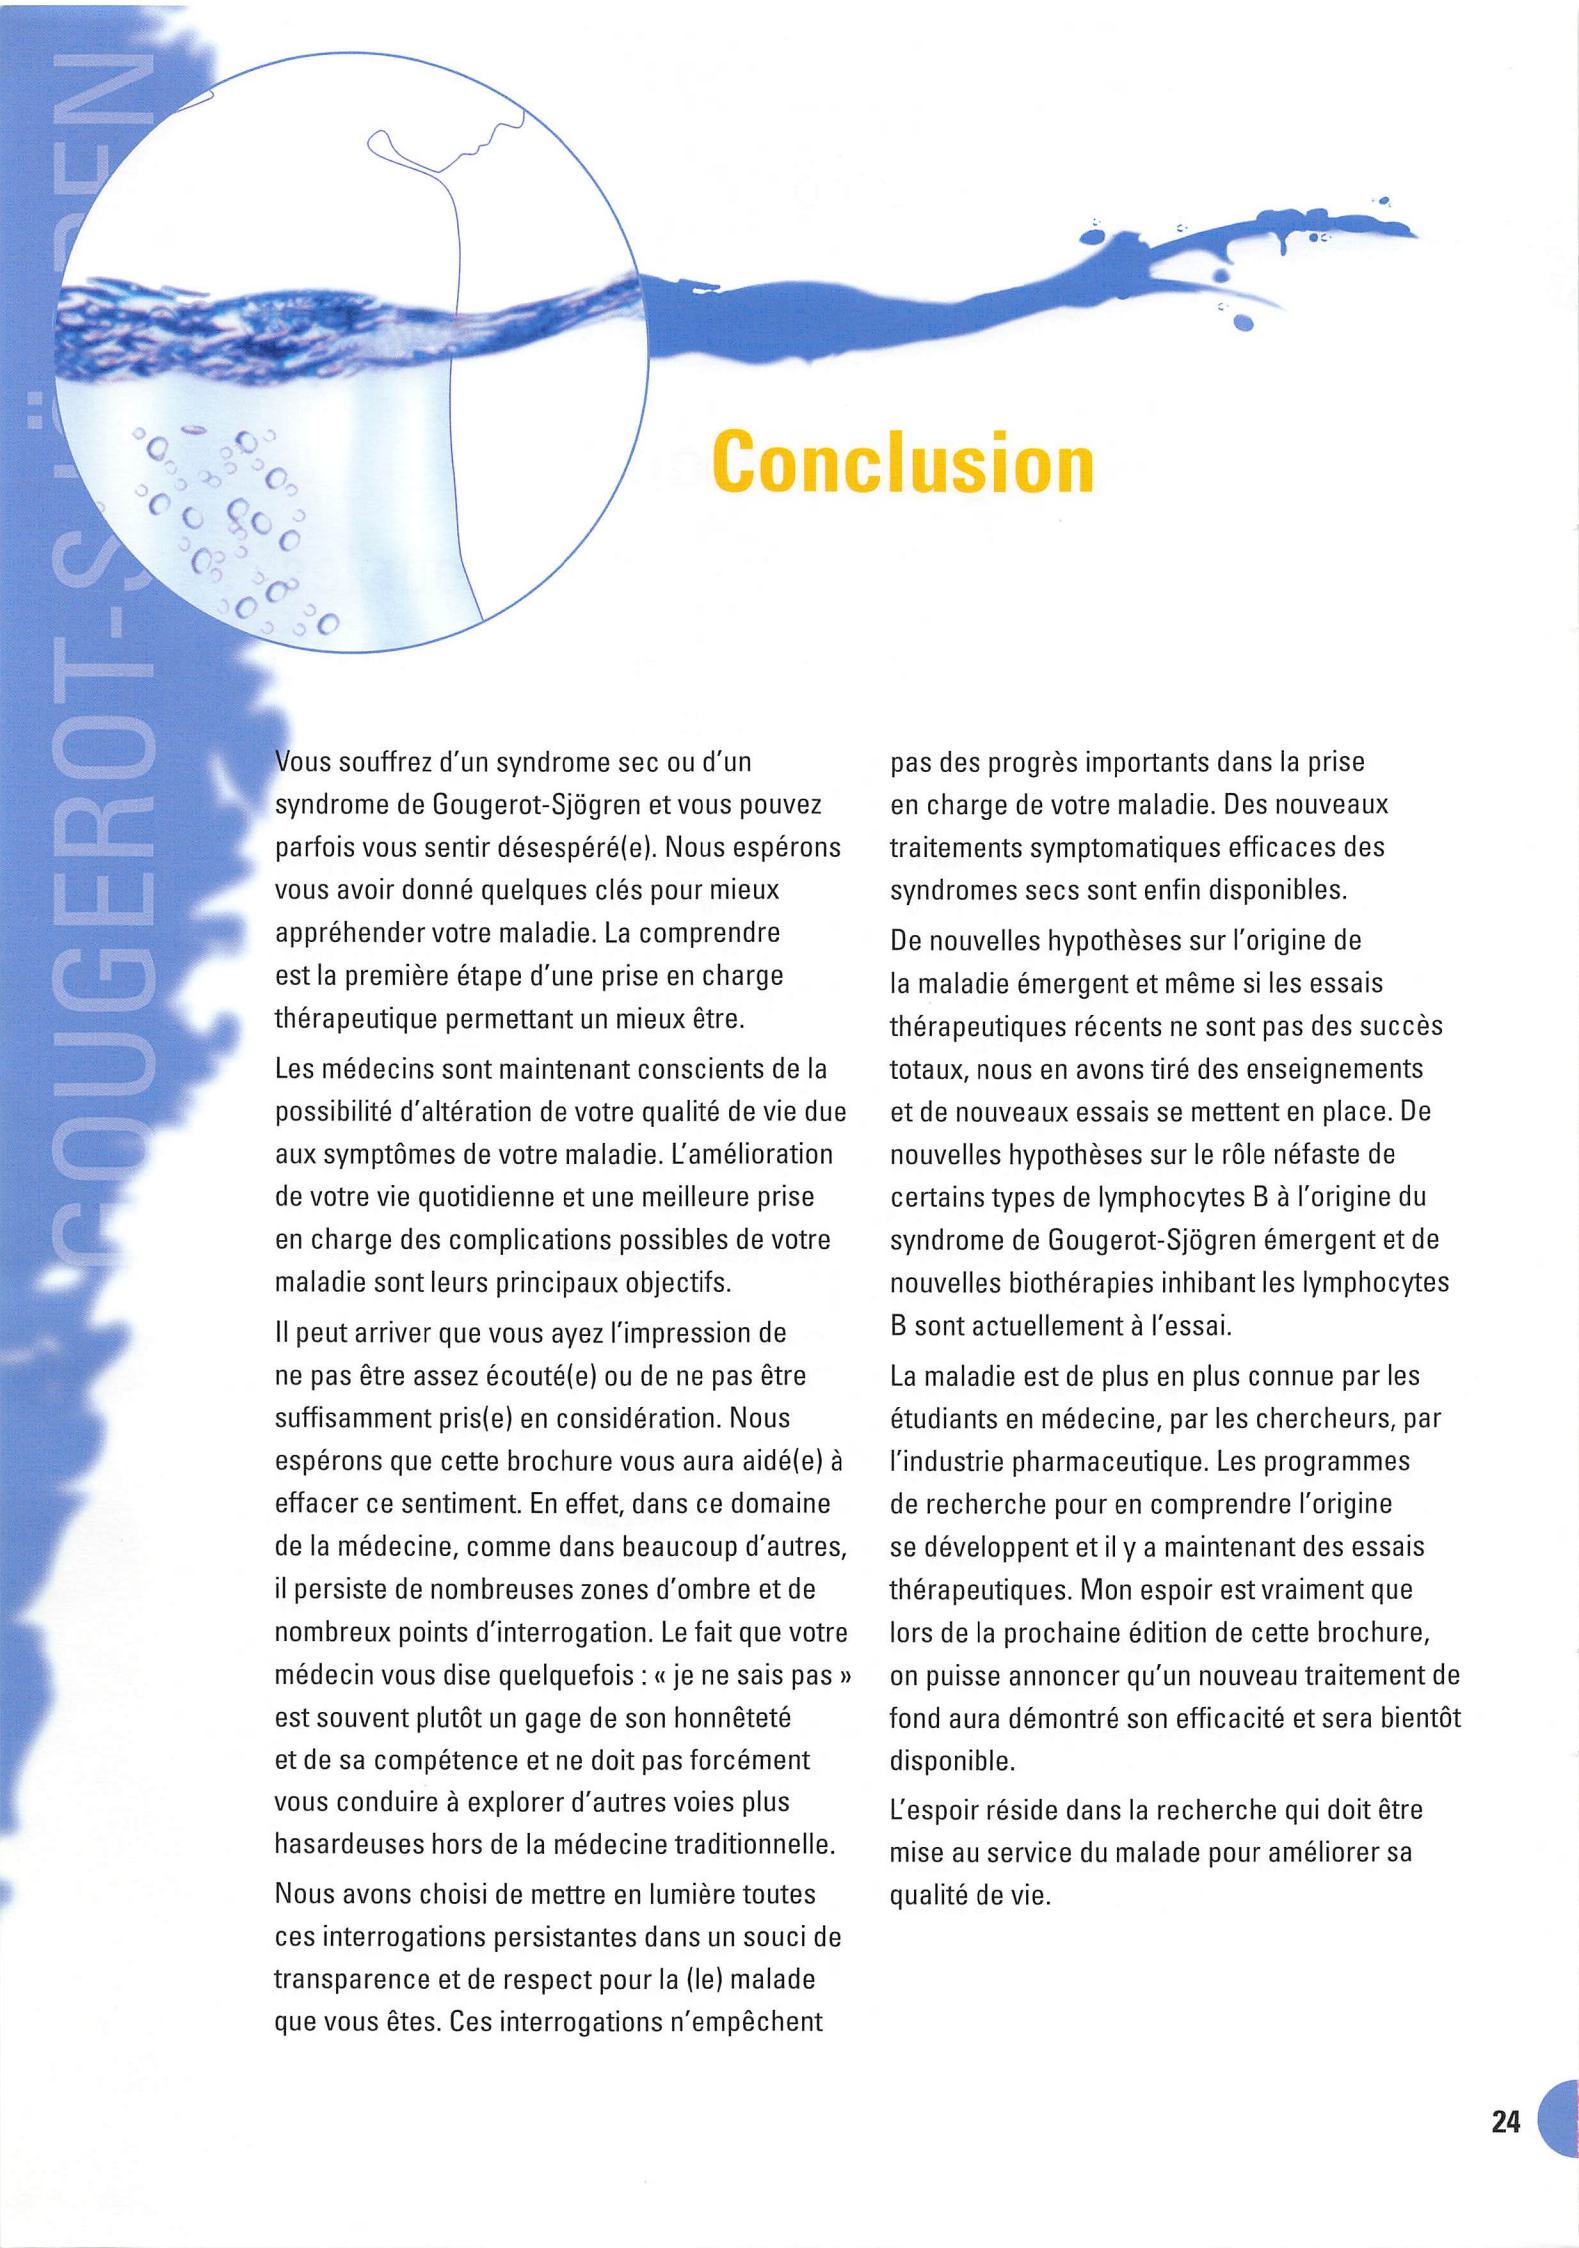 GOUGEROT-SJÖGREN
Conclusion
Vous souffrez d'un syndrome sec ou d'un
syndrome de Gougerot-Sjögren et vous pouvez
parfois vous sentir désespéré(e). Nous espérons
vous avoir donné quelques clés pour mieux
appréhender votre maladie. La comprendre
est la première étape d'une prise en charge
thérapeutique permettant un mieux être.
Les médecins sont maintenant conscients de la
possibilité d'altération de votre qualité de vie due
aux symptômes de votre maladie. L'amélioration
de votre vie quotidienne et une meilleure prise
en charge des complications possibles de votre
maladie sont leurs principaux objectifs.
Il peut arriver que vous ayez l'impression de
ne pas être assez écouté(e) ou de ne pas être
suffisamment pris(e) en considération. Nous
espérons que cette brochure vous aura aidé(e) à
effacer ce sentiment. En effet, dans ce domaine
de la médecine, comme dans beaucoup d'autres,
il persiste de nombreuses zones d'ombre et de
nombreux points d'interrogation. Le fait que votre
médecin vous dise quelquefois : « je ne sais pas »
est souvent plutôt un gage de son honnêteté
et de sa compétence et ne doit pas forcément
vous conduire à explorer d'autres voies plus
hasardeuses hors de la médecine traditionnelle.
Nous avons choisi de mettre en lumière toutes
ces interrogations persistantes dans un souci de
transparence et de respect pour la (le) malade
que vous êtes. Ces interrogations n'empêchent
pas des progrès importants dans la prise
en charge de votre maladie. Des nouveaux
traitements symptomatiques efficaces des
syndromes secs sont enfin disponibles.
De nouvelles hypothèses sur l'origine de
la maladie émergent et même si les essais
thérapeutiques récents ne sont pas des succès
totaux, nous en avons tiré des enseignements
et de nouveaux essais se mettent en place. De
nouvelles hypothèses sur le rôle néfaste de
certains types de lymphocytes B à l'origine du
syndrome de Gougerot-Sjögren émergent et de
nouvelles biothérapies inhibant les lymphocytes
B sont actuellement à l'essai.
La maladie est de plus en plus connue par les
étudiants en médecine, par les chercheurs, par
l'industrie pharmaceutique. Les programmes
de recherche pour en comprendre l'origine
se développent et il y a maintenant des essais
thérapeutiques. Mon espoir est vraiment que
lors de la prochaine édition de cette brochure,
on puisse annoncer qu'un nouveau traitement de
fond aura démontré son efficacité et sera bientôt
disponible.
L'espoir réside dans la recherche qui doit être
mise au service du malade pour améliorer sa
qualité de vie.
24